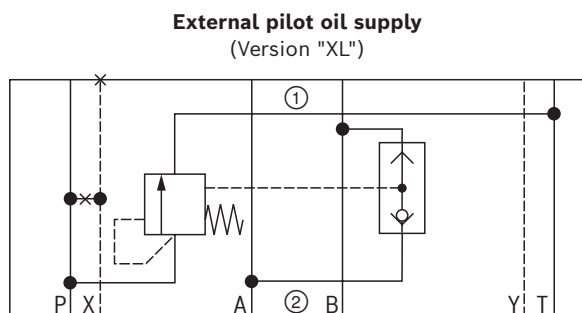 External pilot oil supply
(Version "XL")
①
P X A ② B Y T